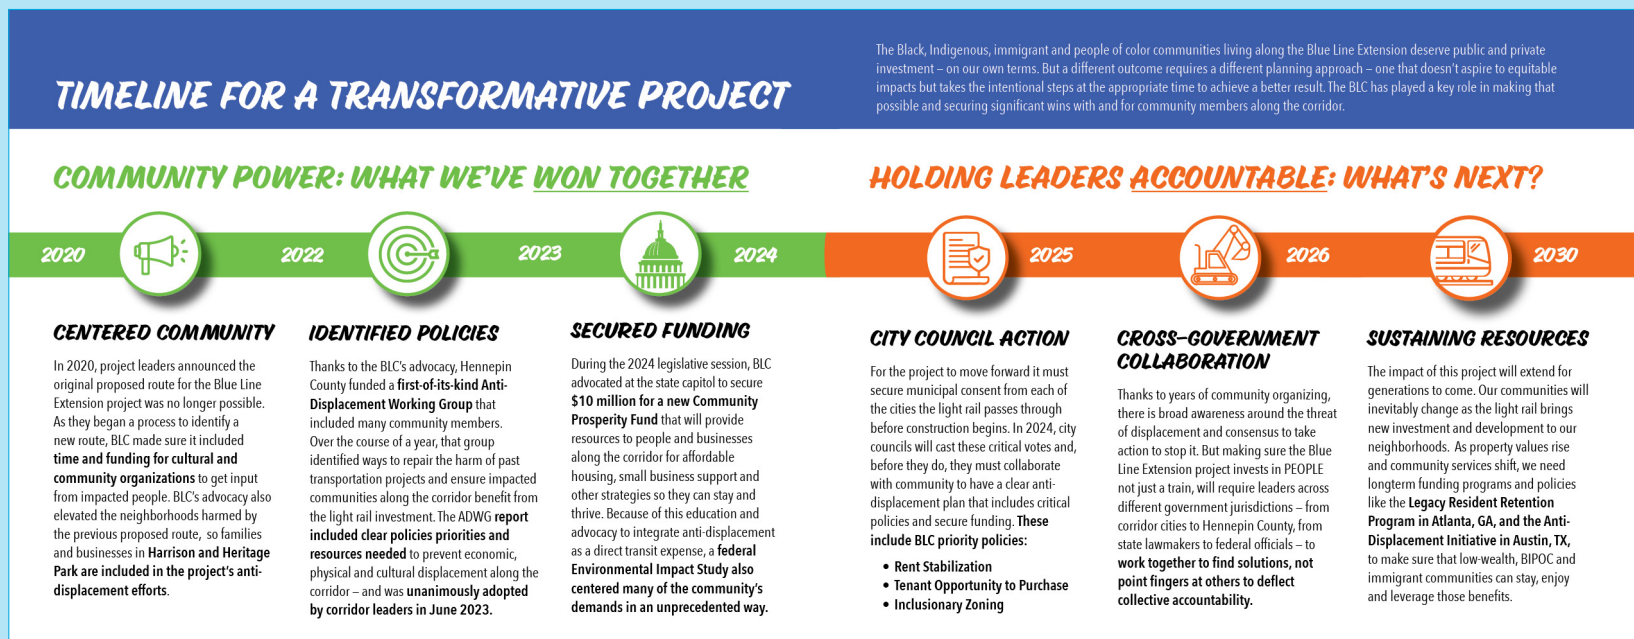 TIMELINE FOR A TRANSFORMATIVE PROJECT
The Black, Indigenous, immigrant and people of color communities living along the Blue Line Extension deserve public and private
investment – on our own terms. But a different outcome requires a different planning approach – one that doesn't aspire to equitable
impacts but takes the intentional steps at the appropriate time to achieve a better result. The BLC has played a key role in making that
possible and securing significant wins with and for community members along the corridor.
COMMUNITY POWER: WHAT WE'VE WON TOGETHER
2020
2022
2023
2024
CENTERED COMMUNITY
In 2020, project leaders announced the
original proposed route for the Blue Line
Extension project was no longer possible.
As they began a process to identify a
new route, BLC made sure it included
time and funding for cultural and
community organizations to get input
from impacted people. BLC's advocacy also
elevated the neighborhoods harmed by
the previous proposed route, so families
and businesses in Harrison and Heritage
Park are included in the project's anti-
displacement efforts.
IDENTIFIED POLICIES
Thanks to the BLC's advocacy, Hennepin
County funded a first-of-its-kind Anti-
Displacement Working Group that
included many community members.
Over the course of a year, that group
identified ways to repair the harm of past
transportation projects and ensure impacted
communities along the corridor benefit from
the light rail investment. The ADWG report
included clear policies priorities and
resources needed to prevent economic,
physical and cultural displacement along the
corridor – and was unanimously adopted
by corridor leaders in June 2023.
SECURED FUNDING
During the 2024 legislative session, BLC
advocated at the state capitol to secure
$10 million for a new Community
Prosperity Fund that will provide
resources to people and businesses
along the corridor for affordable
housing, small business support and
other strategies so they can stay and
thrive. Because of this education and
advocacy to integrate anti-displacement
as a direct transit expense, a federal
Environmental Impact Study also
centered many of the community's
demands in an unprecedented way.
HOLDING LEADERS ACCOUNTABLE: WHAT'S NEXT?
2025
2026
2030
CITY COUNCIL ACTION
For the project to move forward it must
secure municipal consent from each of
the cities the light rail passes through
before construction begins. In 2024, city
councils will cast these critical votes and,
before they do, they must collaborate
with community to have a clear anti-
displacement plan that includes critical
policies and secure funding. These
include BLC priority policies:
• Rent Stabilization
• Tenant Opportunity to Purchase
• Inclusionary Zoning
CROSS-GOVERNMENT
COLLABORATION
Thanks to years of community organizing,
there is broad awareness around the threat
of displacement and consensus to take
action to stop it. But making sure the Blue
Line Extension project invests in PEOPLE
not just a train, will require leaders across
different government jurisdictions – from
corridor cities to Hennepin County, from
state lawmakers to federal officials – to
work together to find solutions, not
point fingers at others to deflect
collective accountability.
SUSTAINING RESOURCES
The impact of this project will extend for
generations to come. Our communities will
inevitably change as the light rail brings
new investment and development to our
neighborhoods. As property values rise
and community services shift, we need
longterm funding programs and policies
like the Legacy Resident Retention
Program in Atlanta, GA, and the Anti-
Displacement Initiative in Austin, TX,
to make sure that low-wealth, BIPOC and
immigrant communities can stay, enjoy
and leverage those benefits.